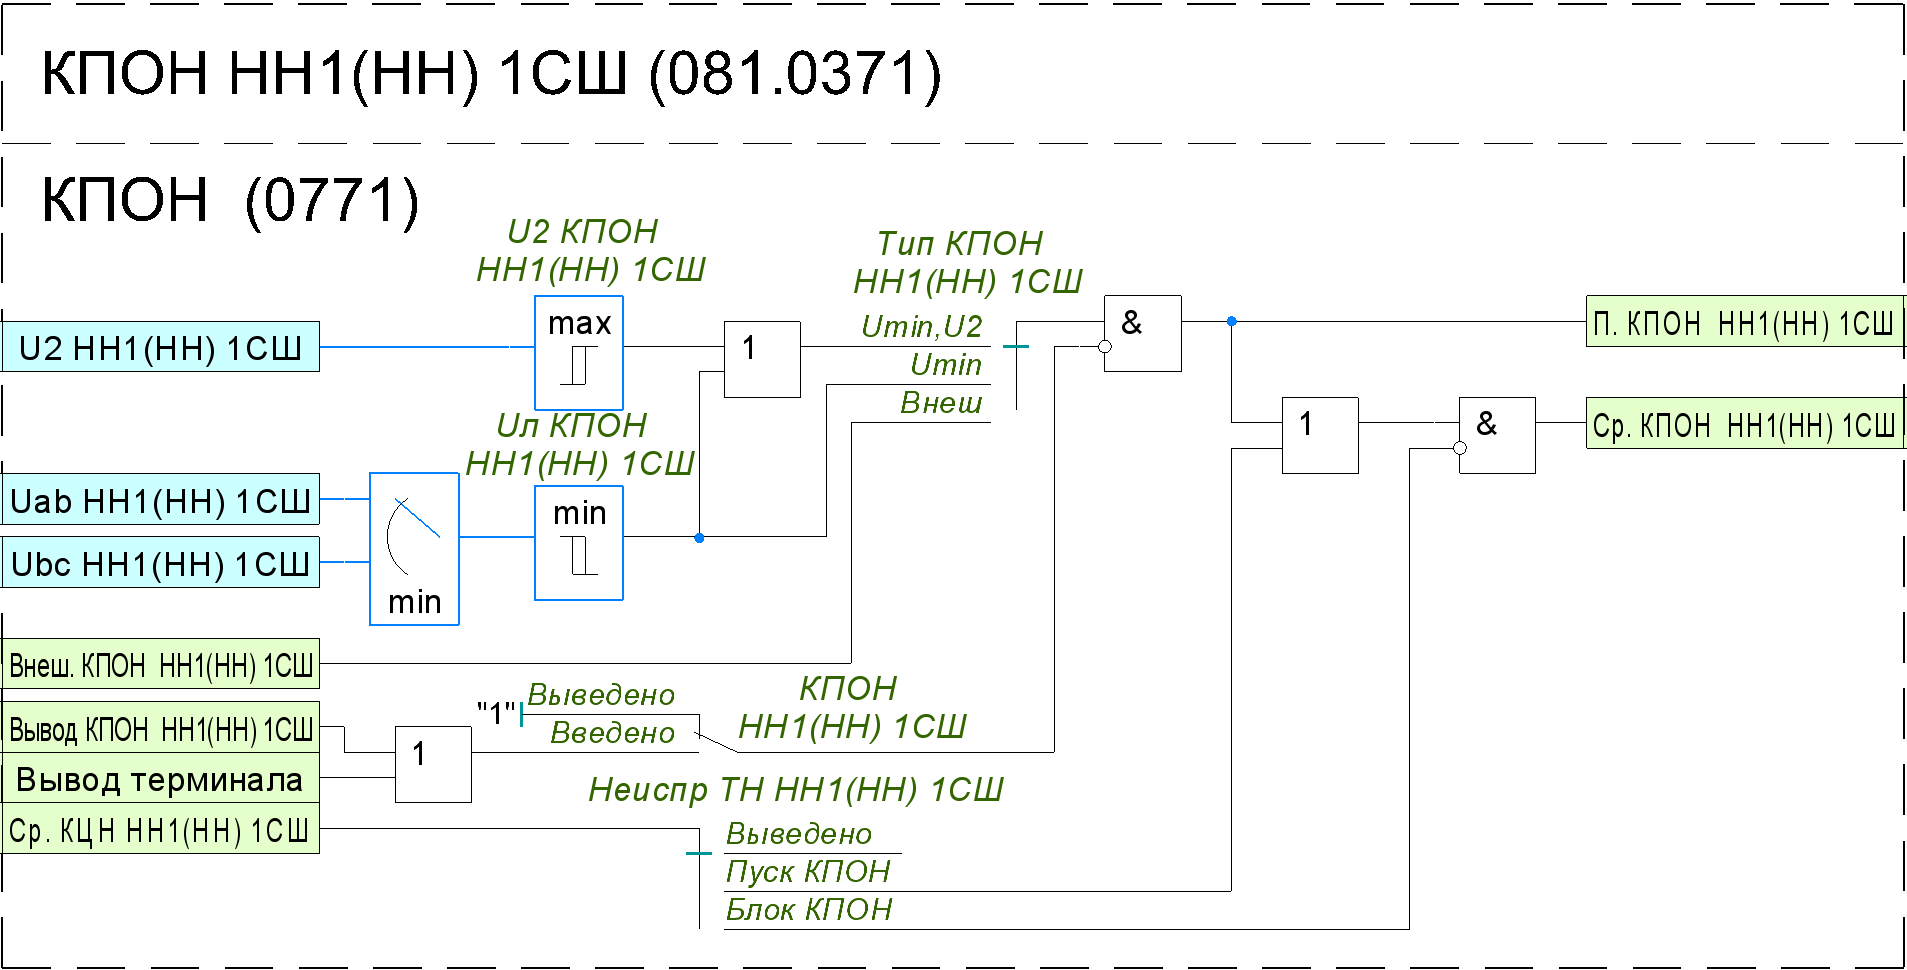 КПОН НН1(НН) 1СШ (081.0371)
КПОН (0771)
U2 КПОН
НН1(НН) 1СШ
Тип КПОН
НН1(НН) 1СШ
max
1
Umin,U2
Umin
Внеш
&
U2 НН1(НН) 1СШ
П. КПОН НН1(НН) 1СШ
Uл КПОН
НН1(НН) 1СШ
1
&
Ср. КПОН НН1(НН) 1СШ
Uab НН1(НН) 1СШ
Ubc НН1(НН) 1СШ
min
min
Внеш. КПОН НН1(НН) 1СШ
Вывод КПОН НН1(НН) 1СШ
Вывод терминала
Ср. КЦН НН1(НН) 1СШ
1
"1"
Выведено
Введено
КПОН
НН1(НН) 1СШ
Неиспр ТН НН1(НН) 1СШ
Выведено
Пуск КПОН
Блок КПОН